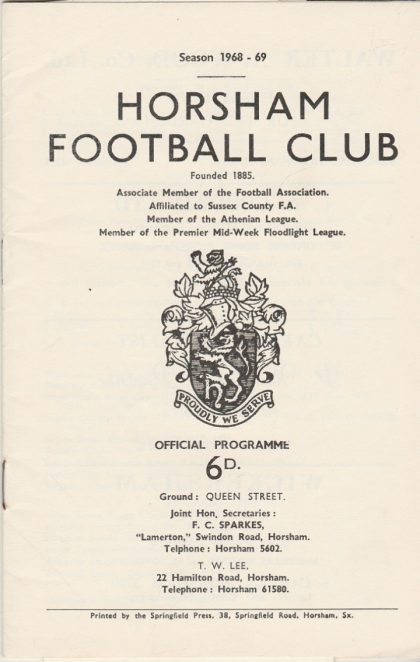 Season 1968 - 69
HORSHAM
FOOTBALL CLUB
Founded 1885.
Associate Member of the Football Association.
Affiliated to Sussex County F.A.
Member of the Athenian League.
Member of the Premier Mid-Week Floodlight League.
PROUDLY WE SERVE
OFFICIAL PROGRAMME
6D.
Ground : QUEEN STREET.
Joint Hon. Secretaries :
F. C. SPARKES,
"Lamerton," Swindon Road, Horsham.
Telphone : Horsham 5602.
T. W. LEE,
22 Hamilton Road, Horsham.
Telephone : Horsham 61580.
Printed by the Springfield Press, 38, Springfield Road, Horsham, Sx.